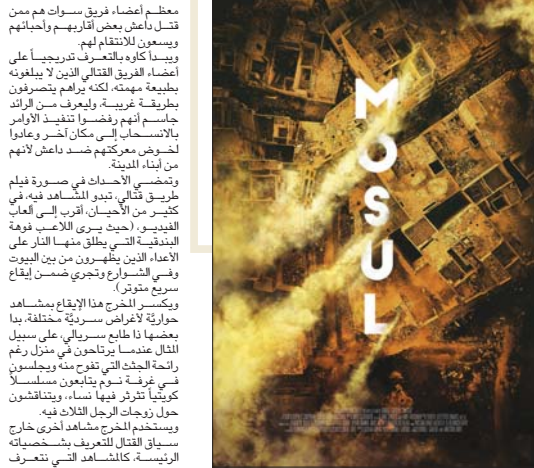 معظم أعضاء فريق سوات هم ممن
قتل داعش بعض أقاربهم وأحبائهم
ويسعون للانتقام لهم.
ويبدأ كاوه بالتعرف تدريجياً على
أعضاء الفريق القتالي الذين لا يبلغونه
بطبيعة مهمته، لكنه يراهم يتصرفون
بطريقة غريبة، وليعرف من الرائد
جاسم أنهم رفضوا تنفيذ الأوامر
بالانسحاب إلى مكان آخر وعادوا
لخوض معركتهم ضد داعش لأنهم
من أبناء المدينة.
وتمضي الأحداث في صورة فيلم
طريق قتالي، تبدو المشاهد فيه، في
كثير من الأحيان، أقرب إلى ألعاب
الفيديو، (حيث يرى اللاعب فوهة
البندقية التي يطلق منها النار على
الأعداء الذين يظهرون من بين البيوت
وفي الشوارع وتجري ضمن إيقاع
سريع متوتر).
ويكسر المخرج هذا الإيقاع بمشاهد
حواريّة لأغراض سرديّة مختلفة، بدا
بعضها ذا طابع سريالي، على سبيل
المثال عندما يرتاحون في منزل رغم
رائحة الجثث التي تفوح منه ويجلسون
في غرفة نوم يتابعون مسلسلاً
كويتياً تثرثر فيها نساء، ويتناقشون
حول زوجات الرجل الثلاث فيه.
ويستخدم المخرج مشاهد أخرى خارج
سياق القتال للتعريف بشخصياته
الرئيسة، كالمشاهد التي نتعرف
MOSUL